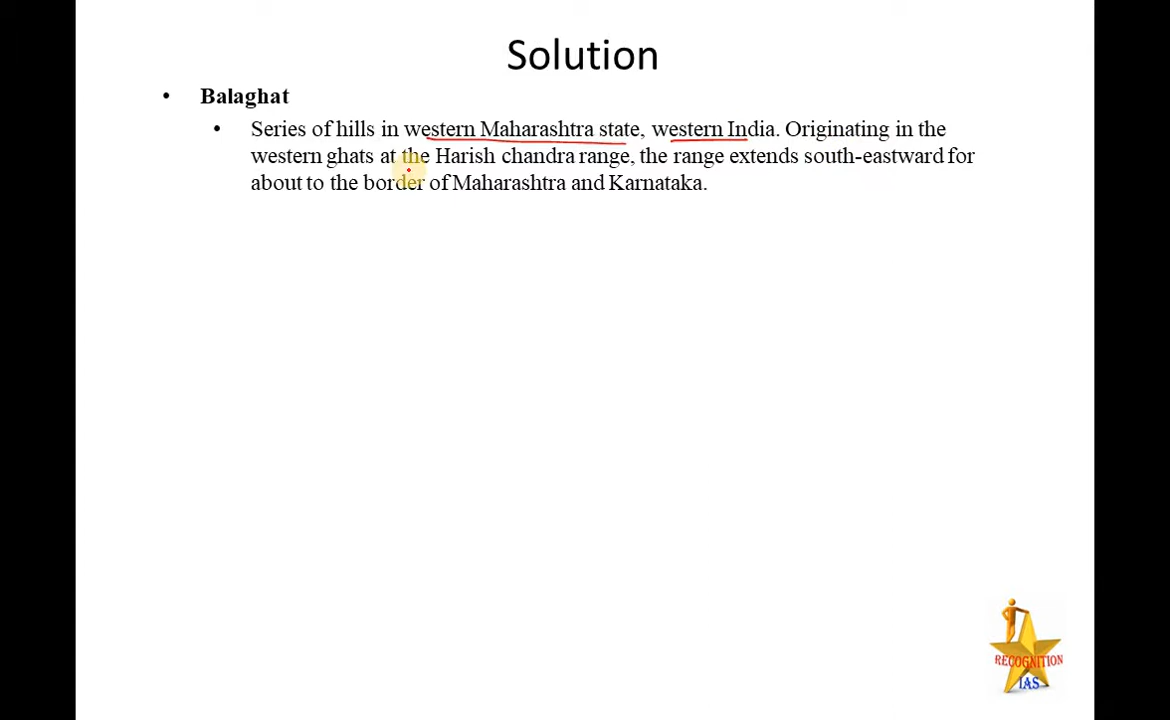 Solution
• Balaghat
• Series of hills in western Maharashtra state, western India. Originating in the
western ghats at the Harish chandra range, the range extends south-eastward for
about to the border of Maharashtra and Karnataka.
RECOGNITION
IAS